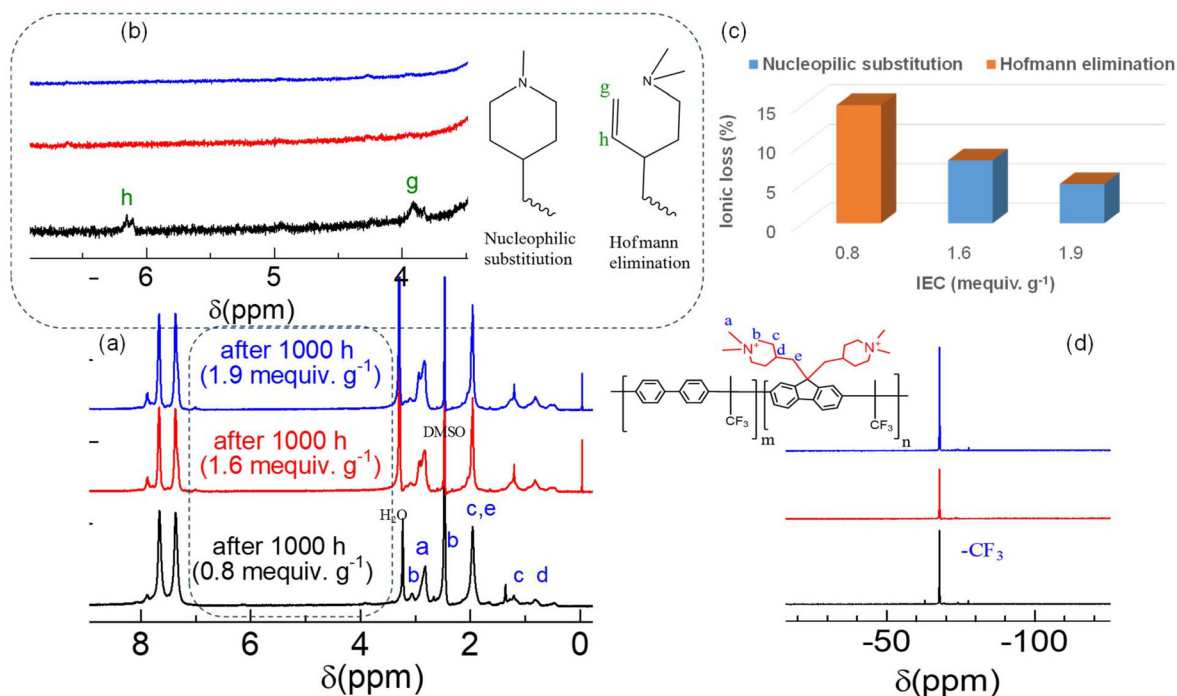 (b)
h
g
6
4
δ(ppm)
N
Nucleophilic
substitiution
N
g
h
Hofmann
elimination
(c)
Nucleopilic substitution
Hofmann elimination
Ionic loss (%)
15
10
5
0
0.8
1.6
1.9
IEC (mequiv. g-1)
(a)
after 1000 h
(1.9 mequiv. g-1)
after 1000 h
(1.6 mequiv. g-1)
DMSO
after 1000 h
(0.8 mequiv. g-1)
H2O
b
a
b
c,e
c
d
8
6
4
2
0
δ(ppm)
a
b
c
N+
d
e
N+
CF3
m
CF3
n
(d)
-CF3
-50
-100
δ(ppm)